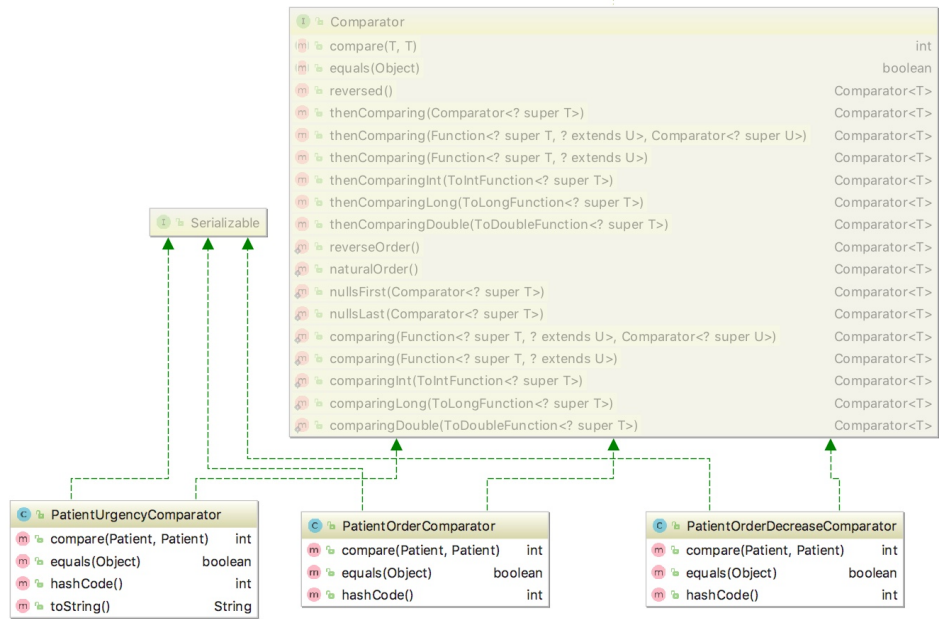 Comparator
compare(T, T) int
equals(Object) boolean
reversed() Comparator<T>
thenComparing(Comparator<? super T>) Comparator<T>
thenComparing(Function<? super T, ? extends U>, Comparator<? super U>) Comparator<T>
thenComparing(Function<? super T, ? extends U>) Comparator<T>
thenComparingInt(ToIntFunction<? super T>) Comparator<T>
thenComparingLong(ToLongFunction<? super T>) Comparator<T>
thenComparingDouble(ToDoubleFunction<? super T>) Comparator<T>
reverseOrder() Comparator<T>
naturalOrder() Comparator<T>
nullsFirst(Comparator<? super T>) Comparator<T>
nullsLast(Comparator<? super T>) Comparator<T>
comparing(Function<? super T, ? extends U>, Comparator<? super U>) Comparator<T>
comparing(Function<? super T, ? extends U>) Comparator<T>
comparingInt(ToIntFunction<? super T>) Comparator<T>
comparingLong(ToLongFunction<? super T>) Comparator<T>
comparingDouble(ToDoubleFunction<? super T>) Comparator<T>
Serializable
PatientUrgencyComparator
compare(Patient, Patient) int
equals(Object) boolean
hashCode() int
toString() String
PatientOrderComparator
compare(Patient, Patient) int
equals(Object) boolean
hashCode() int
PatientOrderDecreaseComparator
compare(Patient, Patient) int
equals(Object) boolean
hashCode() int